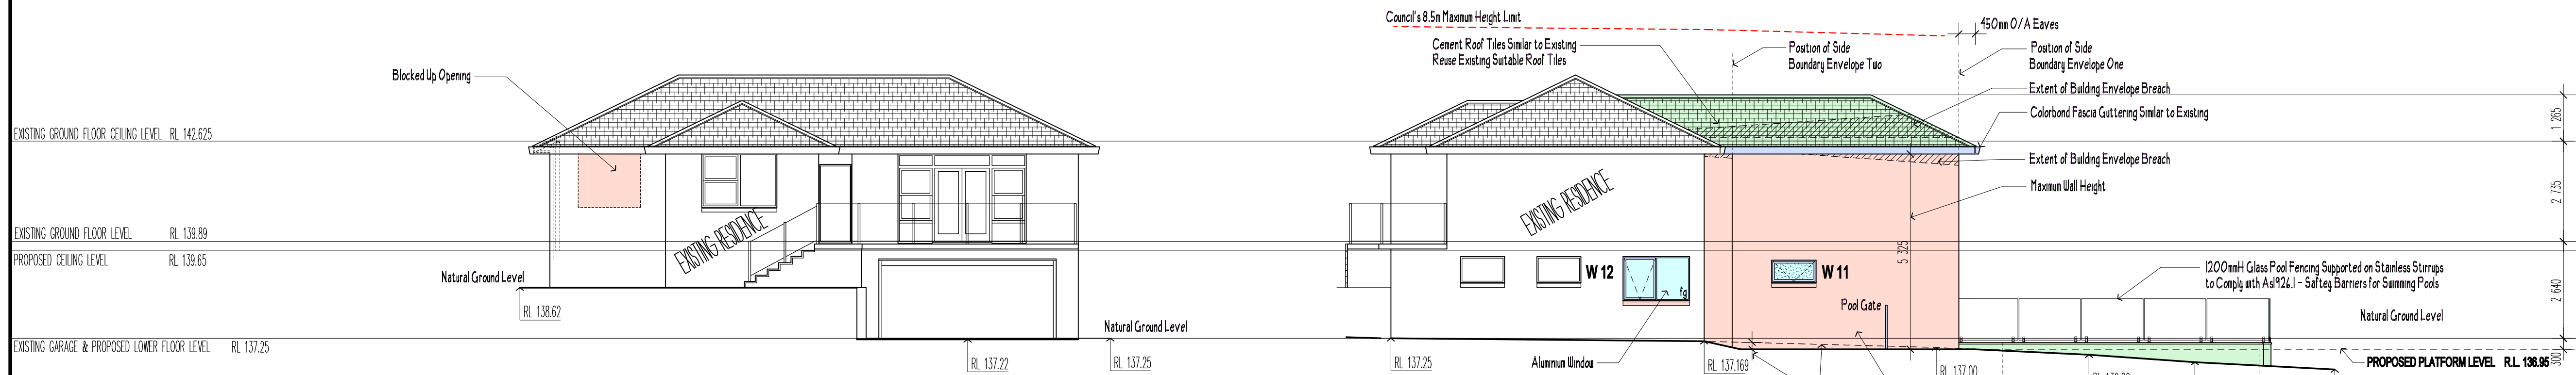 Council's 8.5m Maximum Height Limit
450mm O/A Eaves
Cement Roof Tiles Similar to Existing
Reuse Existing Suitable Roof Tiles
Position of Side
Boundary Envelope Two
Position of Side
Boundary Envelope One
Blocked Up Opening
Extent of Building Envelope Breach
Colorbond Fascia Guttering Similar to Existing
1 265
EXISTING GROUND FLOOR CEILING LEVEL RL 142.625
Extent of Building Envelope Breach
Maximum Wall Height
2 735
EXISTING RESIDENCE
EXISTING RESIDENCE
EXISTING GROUND FLOOR LEVEL RL 139.89
PROPOSED CEILING LEVEL RL 139.65
5 325
Natural Ground Level
W 12
W 11
fg
1200mmH Glass Pool Fencing Supported on Stainless Stirrups
to Comply with As1926.1 - Saftey Barriers for Swimming Pools
2 640
RL 138.62
Pool Gate
Natural Ground Level
Natural Ground Level
EXISTING GARAGE & PROPOSED LOWER FLOOR LEVEL RL 137.25
RL 137.22
RL 137.25
RL 137.25
Aluminium Window
RL 137.169
RL 137.00
PROPOSED PLATFORM LEVEL R.L. 136.95
300